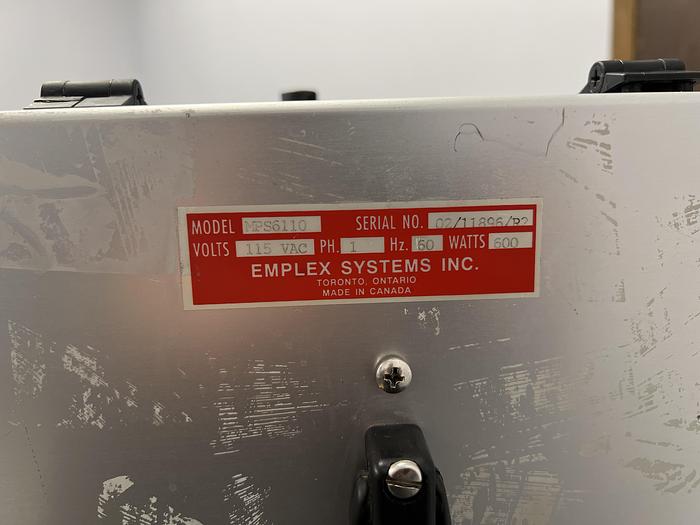 MODEL MPS6110 SERIAL NO. 02/11896/R2
VOLTS 115 VAC PH. 1 Hz. 60 WATTS 600
EMPLEX SYSTEMS INC.
TORONTO, ONTARIO
MADE IN CANADA